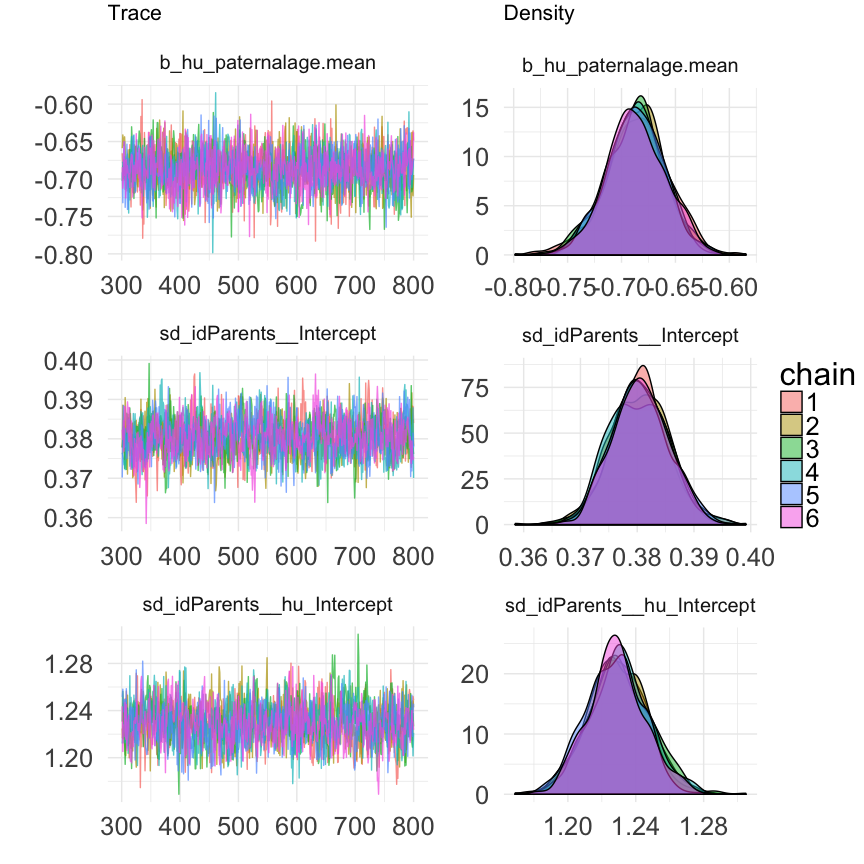 Trace
Density
b_hu_paternalage.mean
b_hu_paternalage.mean
-0.60
-0.65
-0.70
-0.75
-0.80
300 400 500 600 700 800
15
10
5
0
-0.80 -0.75 -0.70 -0.65 -0.60
sd_idParents__Intercept
sd_idParents__Intercept
0.40
0.39
0.38
0.37
0.36
300 400 500 600 700 800
75
50
25
0
0.36 0.37 0.38 0.39 0.40
chain
1
2
3
4
5
6
sd_idParents__hu_Intercept
sd_idParents__hu_Intercept
1.28
1.24
1.20
300 400 500 600 700 800
20
10
0
1.20 1.24 1.28